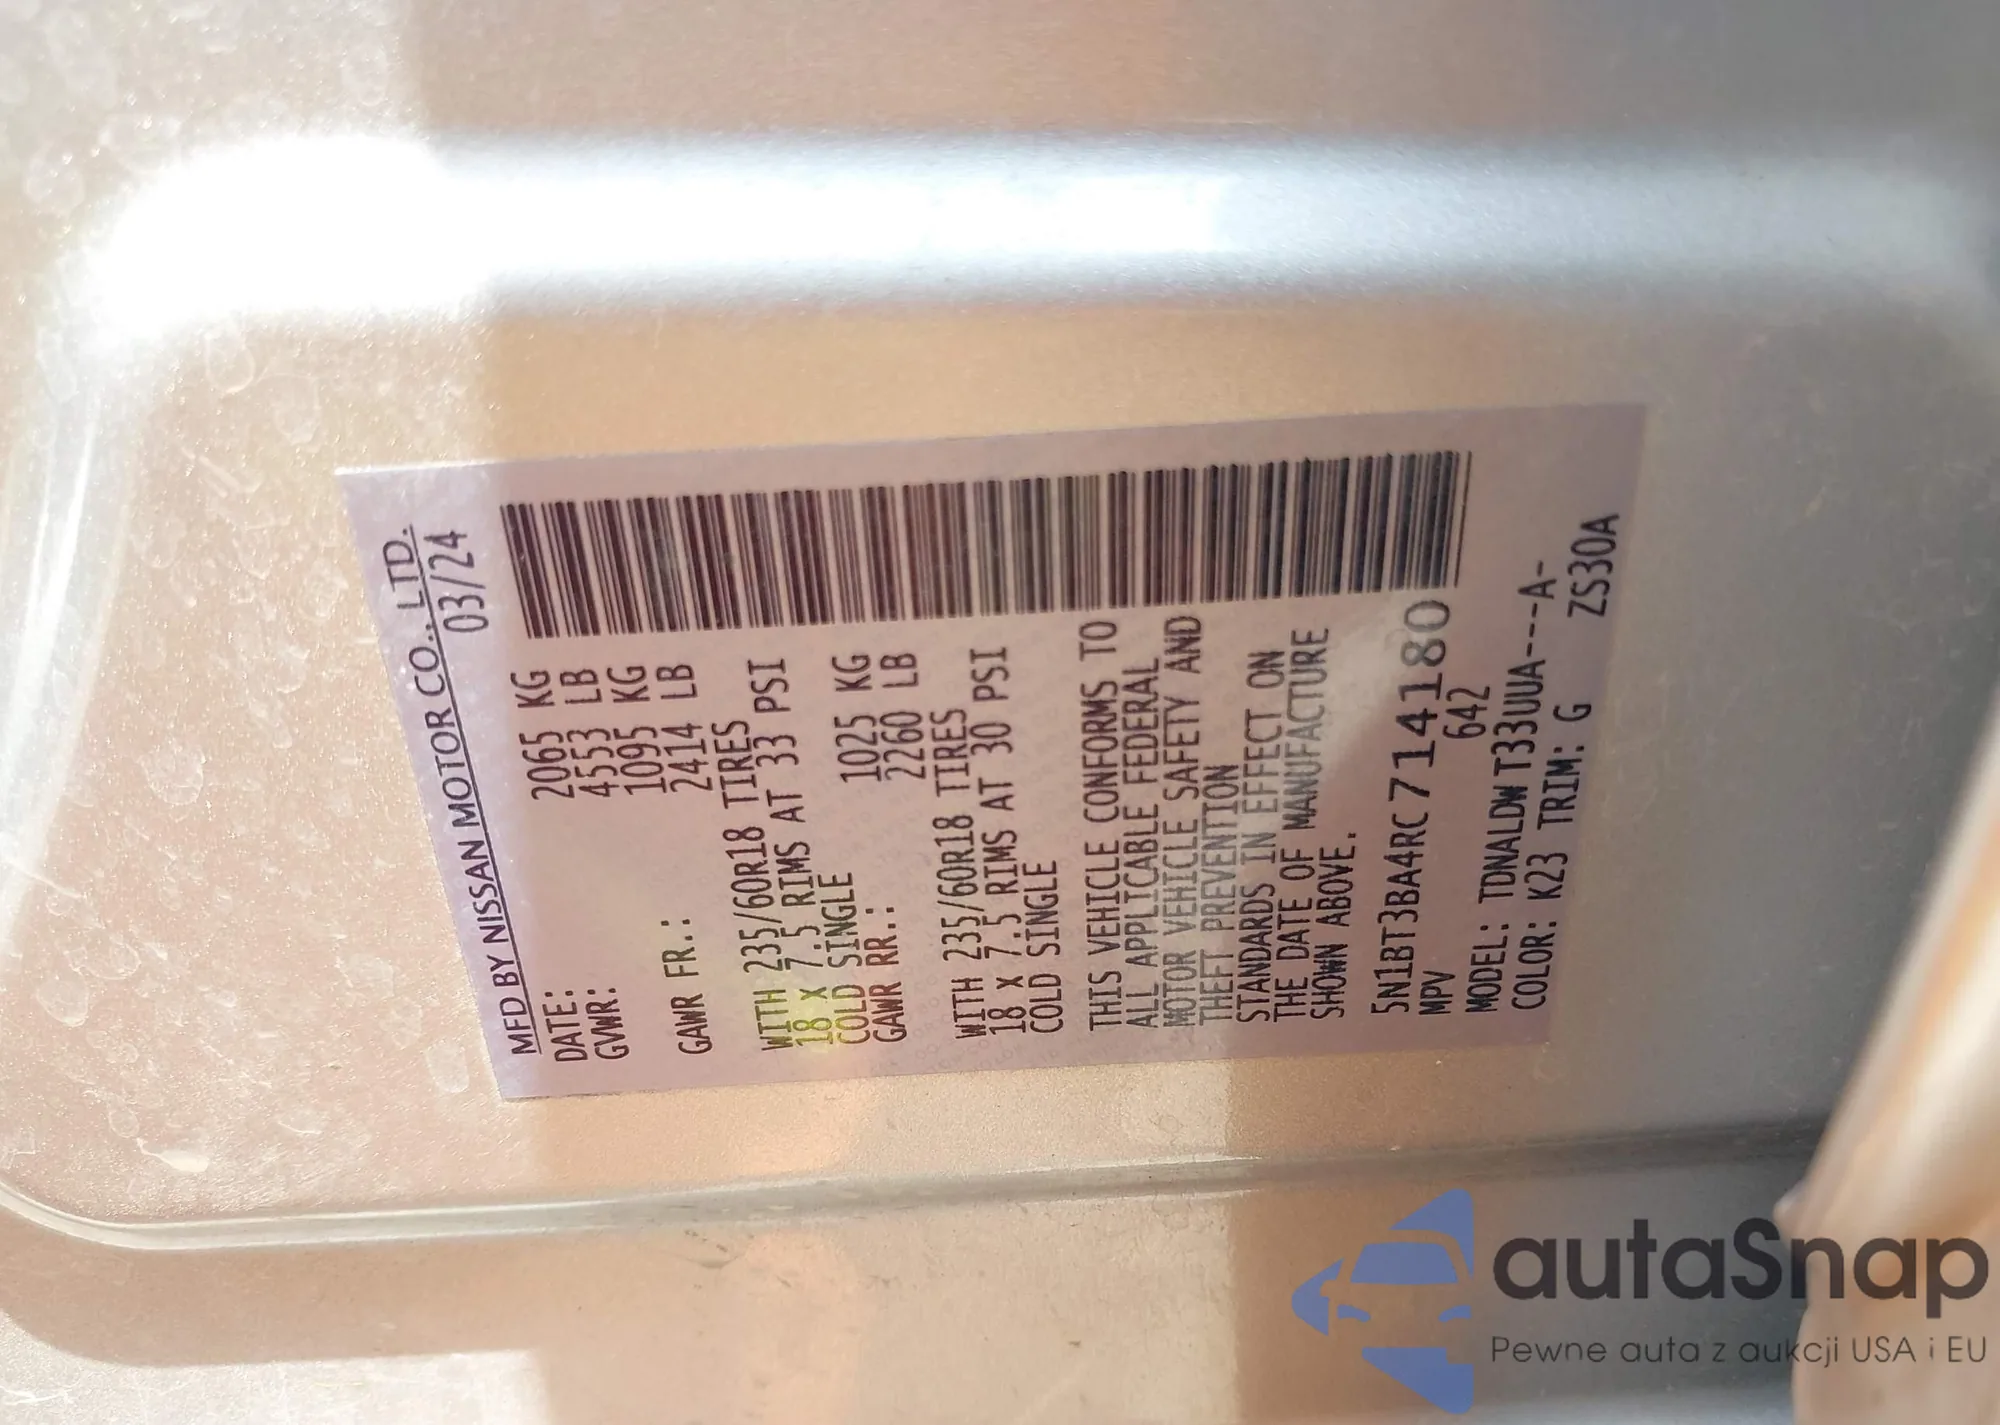 MFD BY NISSAN MOTOR CO., LTD.
DATE: 03/24
GVWR: 2065 KG
4553 LB
1095 KG
GAWR FR.: 2414 LB
WITH 235/60R18 TIRES
18 X 7.5 RIMS AT 33 PSI
COLD SINGLE
GAWR RR.: 1025 KG
2260 LB
WITH 235/60R18 TIRES
18 X 7.5 RIMS AT 30 PSI
COLD SINGLE
THIS VEHICLE CONFORMS TO
ALL APPLICABLE FEDERAL
MOTOR VEHICLE SAFETY AND
THEFT PREVENTION
STANDARDS IN EFFECT ON
THE DATE OF MANUFACTURE
SHOWN ABOVE.
5N1BT3BA4RC714180
MPV 642
MODEL: TDNALDW T33UUA---A-
COLOR: K23 TRIM: G ZS30A
autaSnap
Pewne auta z aukcji USA i EU